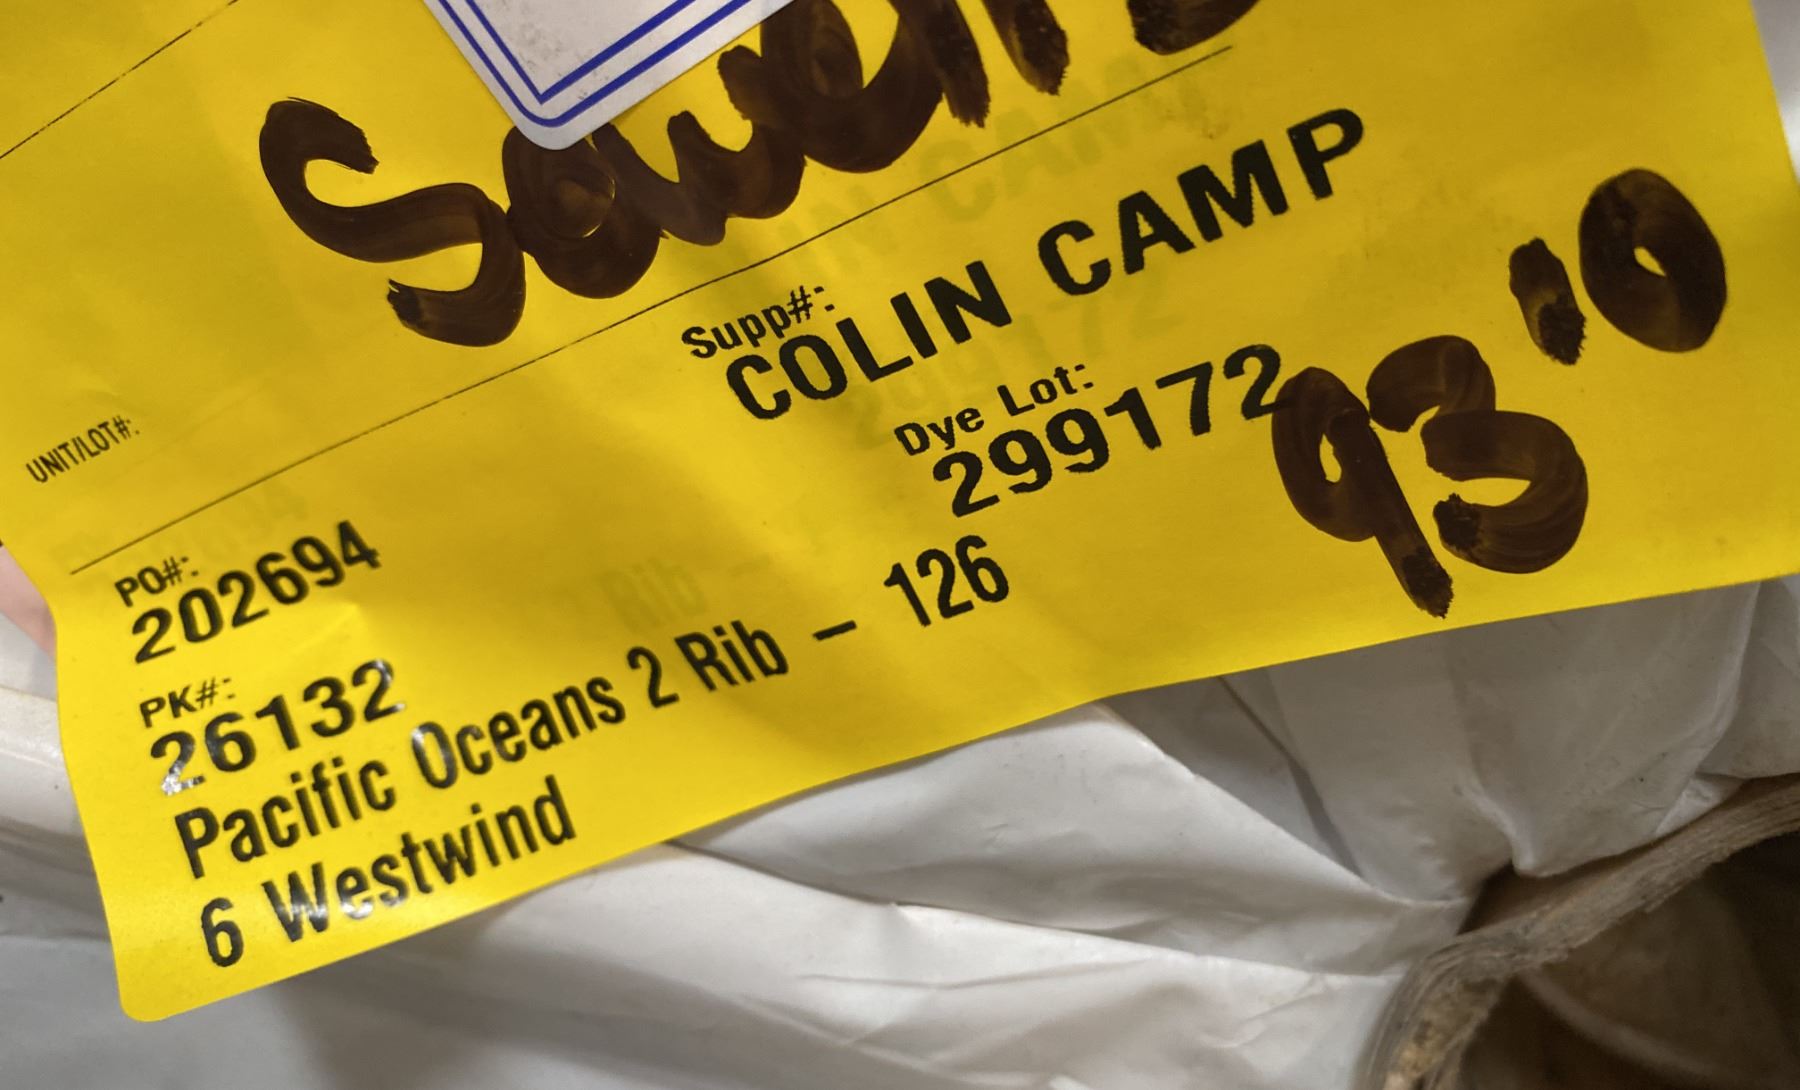 Supp#:
COLIN CAMP
UNIT/LOT#:
Dye Lot:
299172
93'10
PO#:
202694
PK#:
26132
Pacific Oceans 2 Rib - 126
6 Westwind